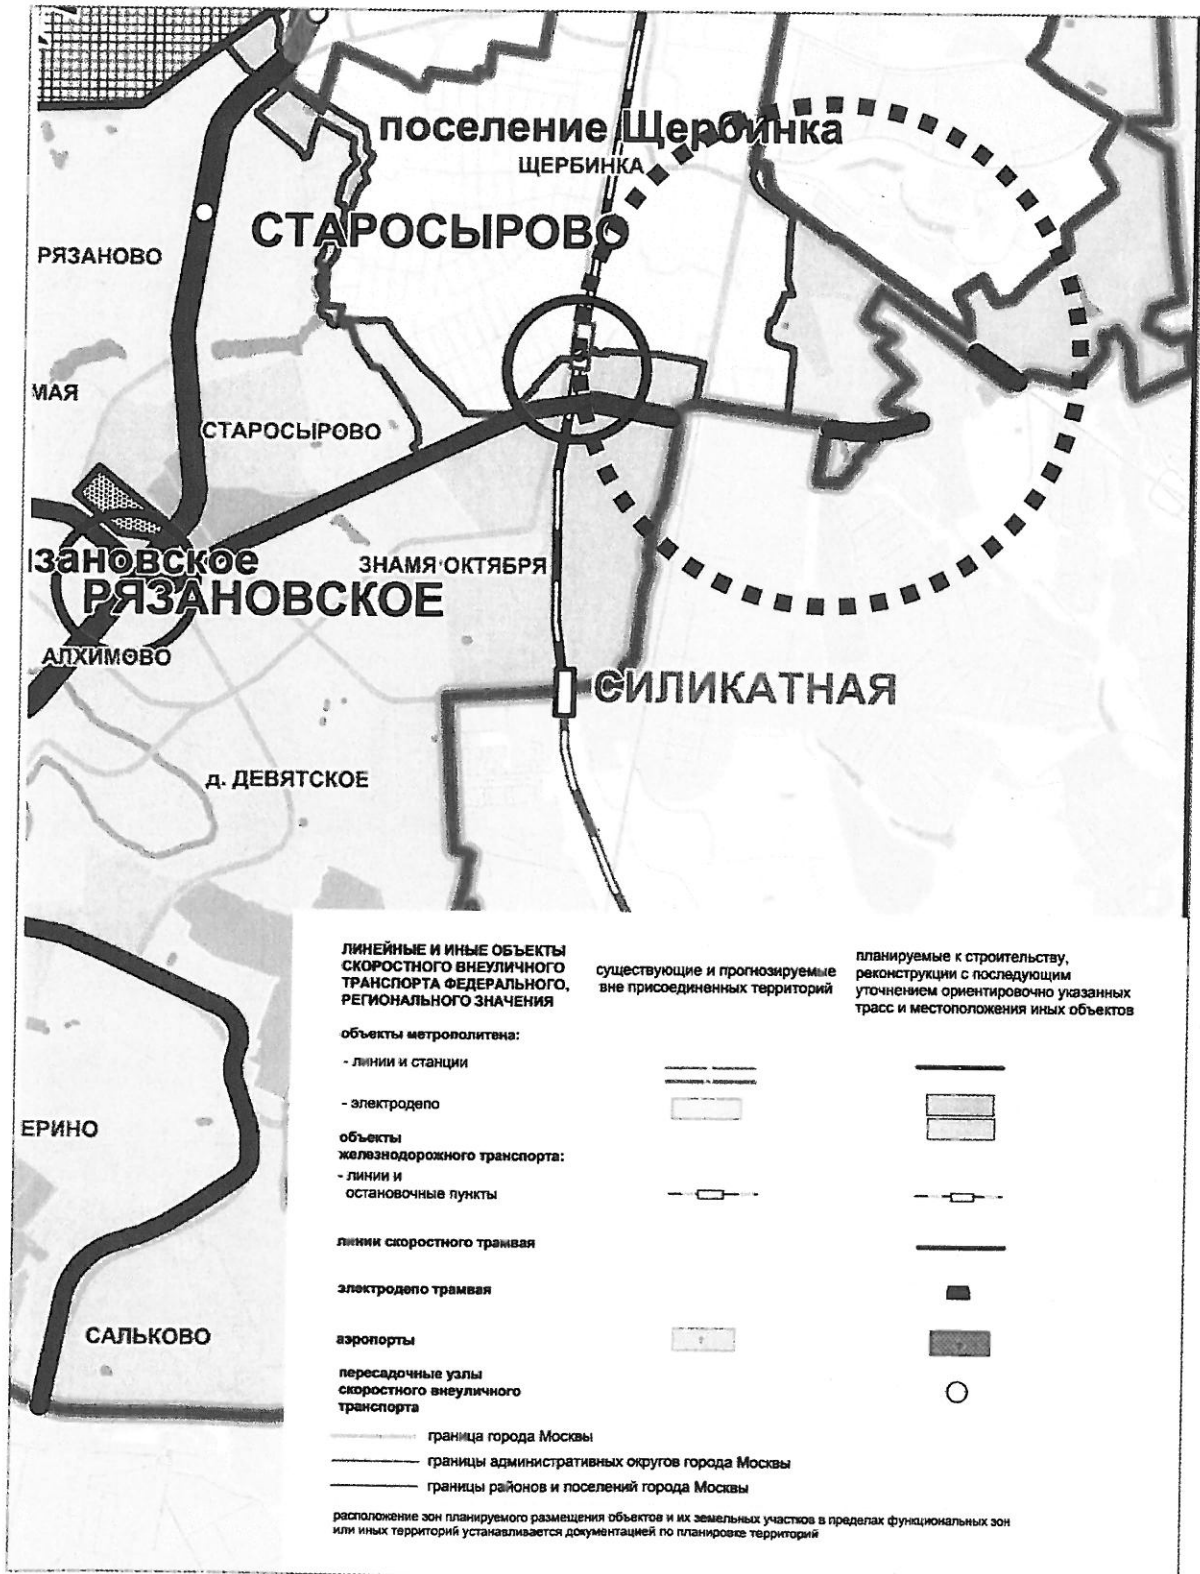 поселение Щербинка
ЩЕРБИНКА
СТАРОСЫРОВО
РЯЗАНОВО
МАЯ
СТАРОСЫРОВО
язановское
ЗНАМЯ ОКТЯБРЯ
РЯЗАНОВСКОЕ
АЛХИМОВО
СИЛИКАТНАЯ
д. ДЕВЯТСКОЕ
ЕРИНО
САЛЬКОВО
ЛИНЕЙНЫЕ И ИНЫЕ ОБЪЕКТЫ
СКОРОСТНОГО ВНЕУЛИЧНОГО
ТРАНСПОРТА ФЕДЕРАЛЬНОГО,
РЕГИОНАЛЬНОГО ЗНАЧЕНИЯ
существующие и прогнозируемые
вне присоединенных территорий
планируемые к строительству,
реконструкции с последующим
уточнением ориентировочно указанных
трасс и местоположения иных объектов
объекты метрополитена:
- линии и станции
- электродепо
объекты
железнодорожного транспорта:
- линии и
остановочные пункты
линии скоростного трамвая
электродепо трамвая
аэропорты
пересадочные узлы
скоростного внеуличного
транспорта
граница города Москвы
границы административных округов города Москвы
границы районов и поселений города Москвы
расположение зон планируемого размещения объектов и их земельных участков в пределах функциональных зон
или иных территорий устанавливается документацией по планировке территорий